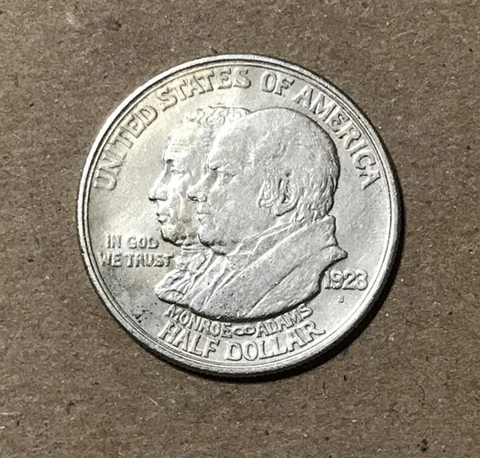 UNITED STATES OF AMERICA
IN GOD
WE TRUST
1923
S
MONROE ADAMS
HALF DOLLAR